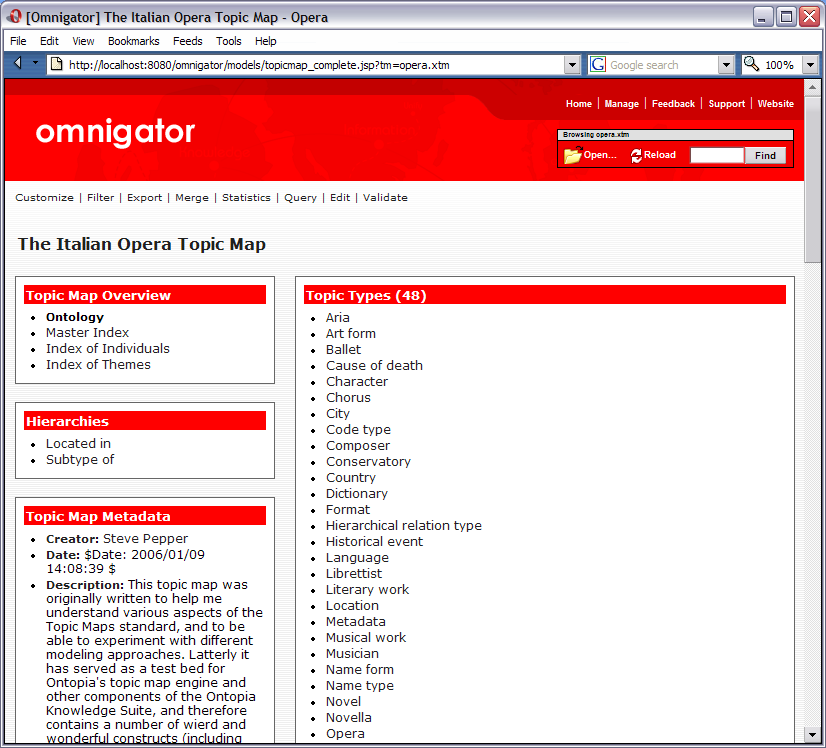 [Omnigator] The Italian Opera Topic Map - Opera
File Edit View Bookmarks Feeds Tools Help
http://localhost:8080/omnigator/models/topicmap_complete.jsp?tm=opera.xtm
Google search
100%
Home | Manage | Feedback | Support | Website
omnigator
Browsing opera.xtm
Open... Reload Find
Customize | Filter | Export | Merge | Statistics | Query | Edit | Validate
The Italian Opera Topic Map
Topic Map Overview
Ontology
Master Index
Index of Individuals
Index of Themes
Hierarchies
Located in
Subtype of
Topic Map Metadata
Creator: Steve Pepper
Date: $Date: 2006/01/09
14:08:39 $
Description: This topic map was
originally written to help me
understand various aspects of the
Topic Maps standard, and to be
able to experiment with different
modeling approaches. Latterly it
has served as a test bed for
Ontopia's topic map engine and
other components of the Ontopia
Knowledge Suite, and therefore
contains a number of wierd and
wonderful constructs (including
Topic Types (48)
Aria
Art form
Ballet
Cause of death
Character
Chorus
City
Code type
Composer
Conservatory
Country
Dictionary
Format
Hierarchical relation type
Historical event
Language
Librettist
Literary work
Location
Metadata
Musical work
Musician
Name form
Name type
Novel
Novella
Opera